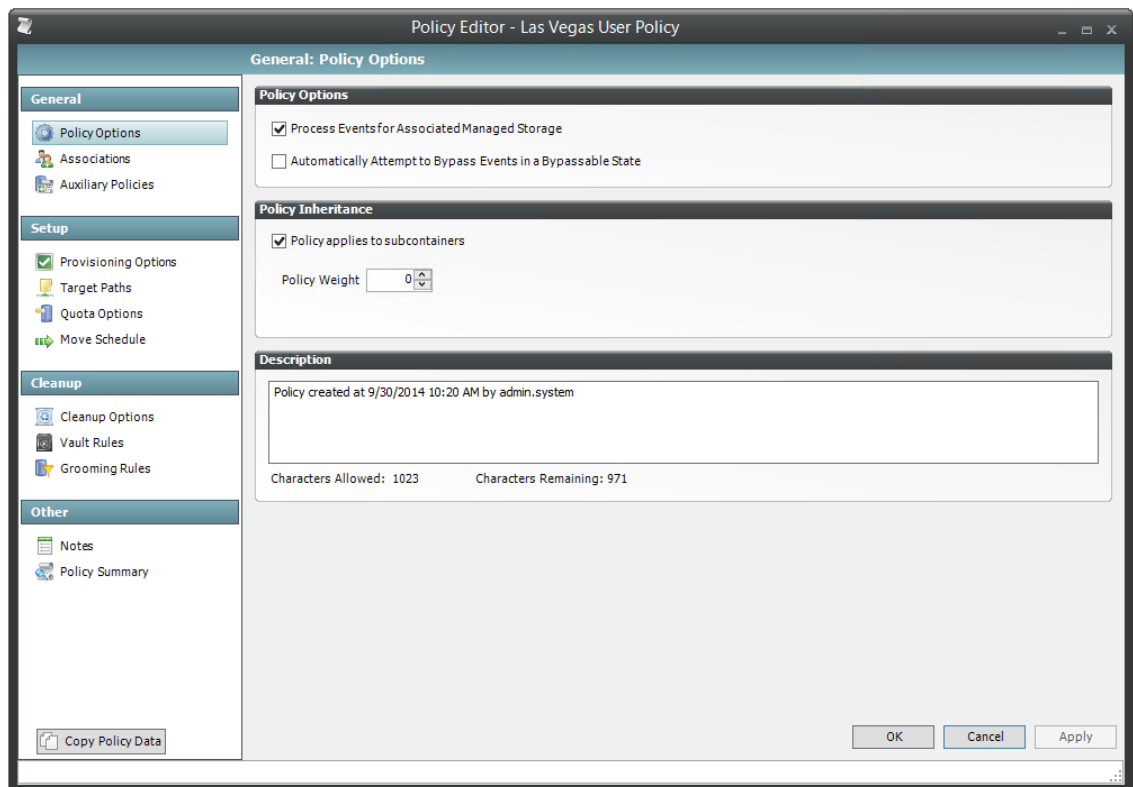 Policy Editor - Las Vegas User Policy
General: Policy Options
General
Policy Options
Associations
Auxiliary Policies
Setup
Provisioning Options
Target Paths
Quota Options
Move Schedule
Cleanup
Cleanup Options
Vault Rules
Grooming Rules
Other
Notes
Policy Summary
Copy Policy Data
Policy Options
Process Events for Associated Managed Storage
Automatically Attempt to Bypass Events in a Bypassable State
Policy Inheritance
Policy applies to subcontainers
Policy Weight 0
Description
Policy created at 9/30/2014 10:20 AM by admin.system
Characters Allowed: 1023 Characters Remaining: 971
OK Cancel Apply